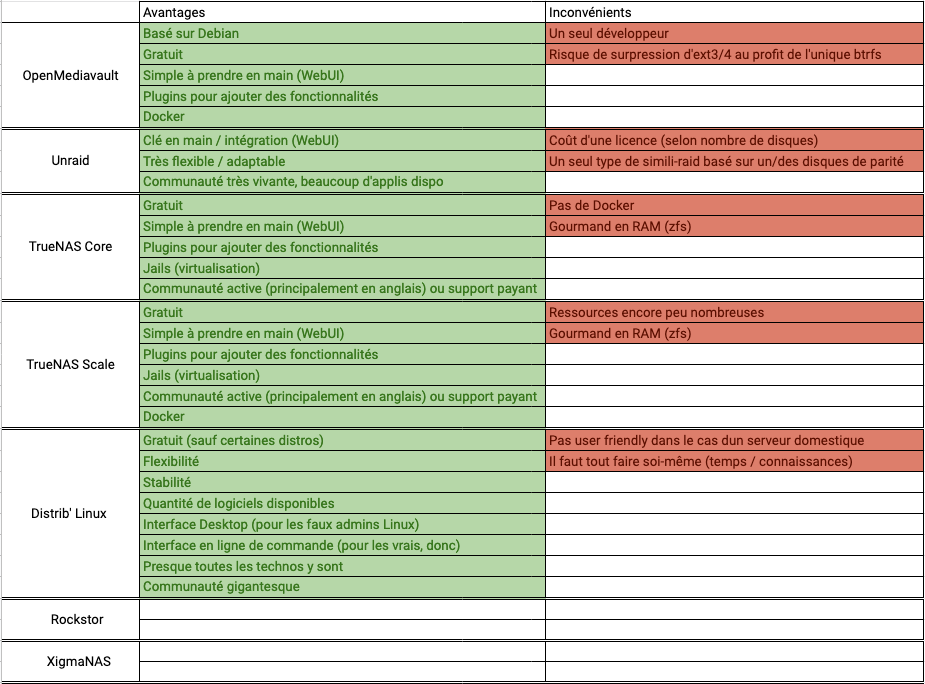 Avantages Inconvénients
OpenMediavault
Basé sur Debian Un seul développeur
Gratuit Risque de surpression d'ext3/4 au profit de l'unique btrfs
Simple à prendre en main (WebUI)
Plugins pour ajouter des fonctionnalités
Docker
Unraid
Clé en main / intégration (WebUI) Coût d'une licence (selon nombre de disques)
Très flexible / adaptable Un seul type de simili-raid basé sur un/des disques de parité
Communauté très vivante, beaucoup d'applis dispo
TrueNAS Core
Gratuit Pas de Docker
Simple à prendre en main (WebUI) Gourmand en RAM (zfs)
Plugins pour ajouter des fonctionnalités
Jails (virtualisation)
Communauté active (principalement en anglais) ou support payant
TrueNAS Scale
Gratuit Ressources encore peu nombreuses
Simple à prendre en main (WebUI) Gourmand en RAM (zfs)
Plugins pour ajouter des fonctionnalités
Jails (virtualisation)
Communauté active (principalement en anglais) ou support payant
Docker
Distrib' Linux
Gratuit (sauf certaines distros) Pas user friendly dans le cas dun serveur domestique
Flexibilité Il faut tout faire soi-même (temps / connaissances)
Stabilité
Quantité de logiciels disponibles
Interface Desktop (pour les faux admins Linux)
Interface en ligne de commande (pour les vrais, donc)
Presque toutes les technos y sont
Communauté gigantesque
Rockstor
XigmaNAS